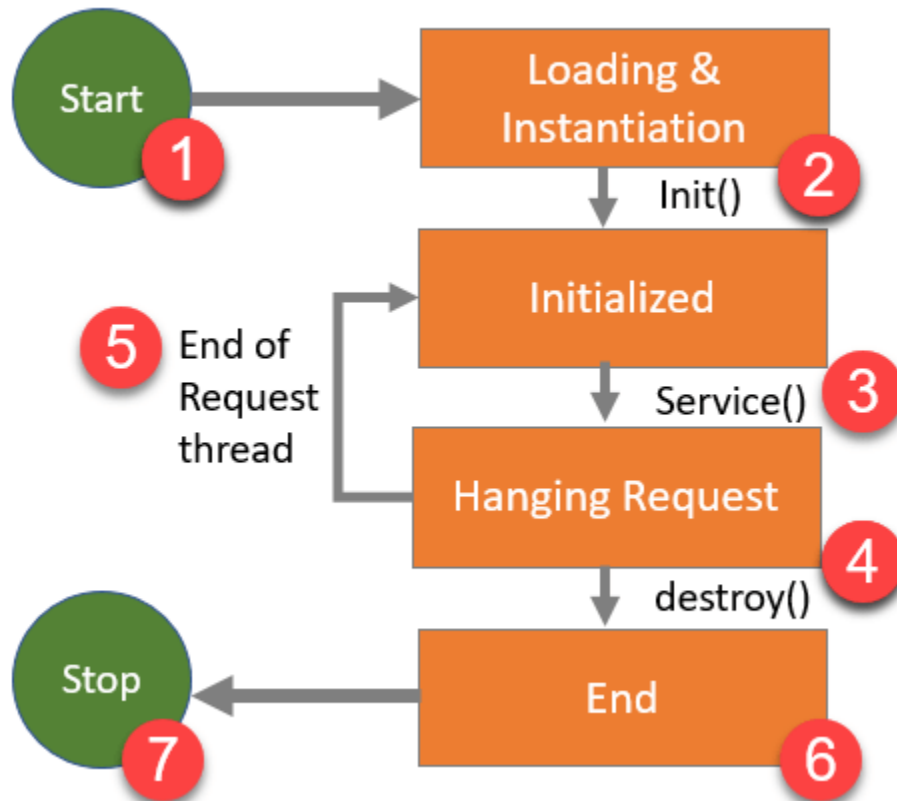 Start
1
Loading &
Instantiation
2
Init()
Initialized
5
End of
Request
thread
3
Service()
Hanging Request
4
destroy()
Stop
7
End
6